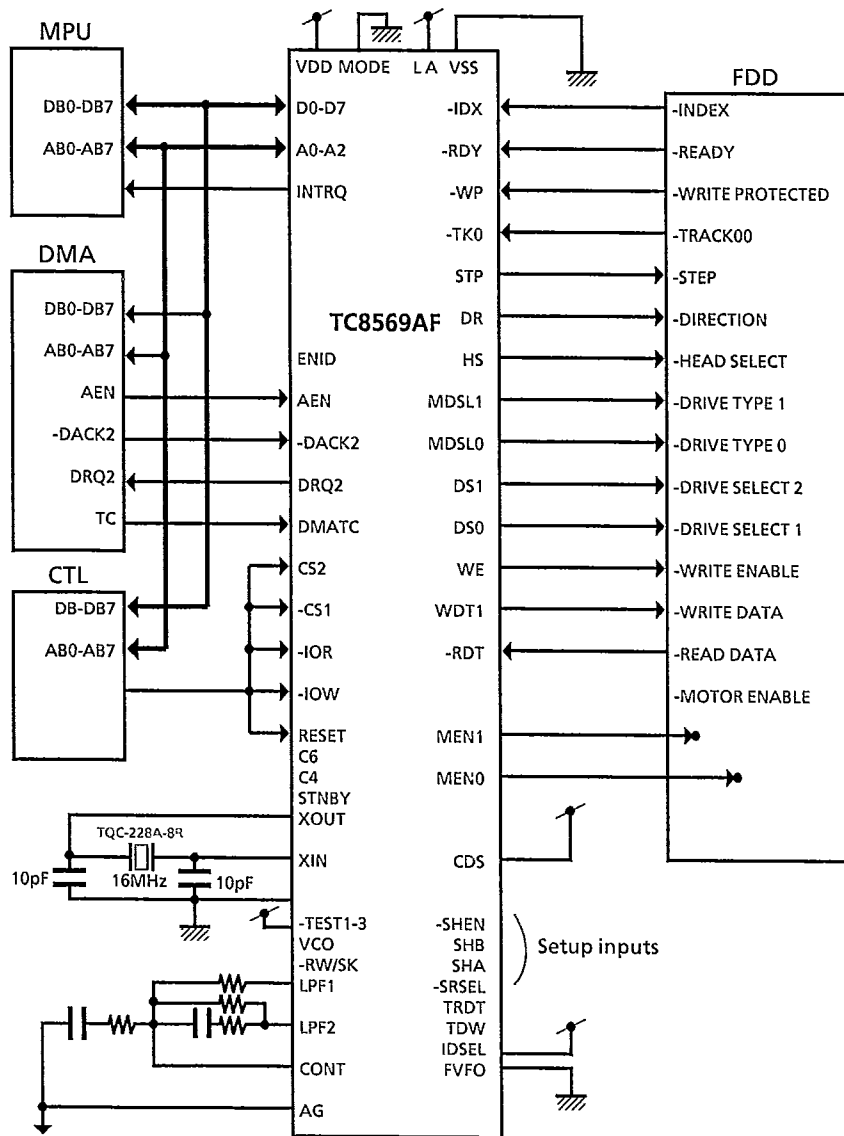 MPU
DB0-DB7
AB0-AB7
DMA
DB0-DB7
AB0-AB7
AEN
-DACK2
DRQ2
TC
CTL
DB-DB7
AB0-AB7
TQC-228A-8R
10pF
16MHz
10pF
VDD MODE LA VSS
TC8569AF
D0-D7
A0-A2
INTRQ
ENID
AEN
-DACK2
DRQ2
DMATC
CS2
-CS1
-IOR
-IOW
RESET
C6
C4
STNBY
XOUT
XIN
-TEST1-3
VCO
-RW/SK
LPF1
LPF2
CONT
AG
-IDX
-RDY
-WP
-TK0
STP
DR
HS
MDSL1
MDSL0
DS1
DS0
WE
WDT1
-RDT
MEN1
MEN0
CDS
-SHEN
SHB
SHA
-SRSEL
TRDT
TDW
IDSEL
FVFO
Setup inputs
FDD
-INDEX
-READY
-WRITE PROTECTED
-TRACK00
-STEP
-DIRECTION
-HEAD SELECT
-DRIVE TYPE 1
-DRIVE TYPE 0
-DRIVE SELECT 2
-DRIVE SELECT 1
-WRITE ENABLE
-WRITE DATA
-READ DATA
-MOTOR ENABLE